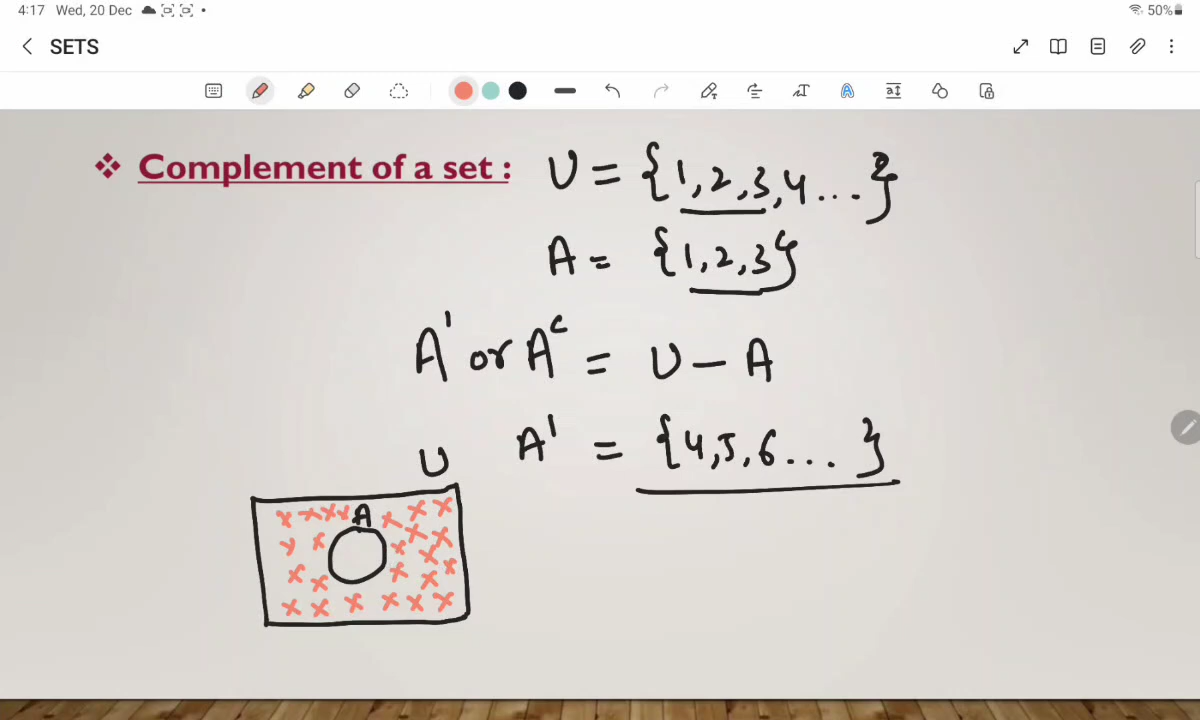 4:17 Wed, 20 Dec
50%
SETS
❖ Complement of a set :
U = {1,2,3,4...}
A = {1,2,3}
A' or Aᶜ = U − A
A' = {4,5,6...}
U
A